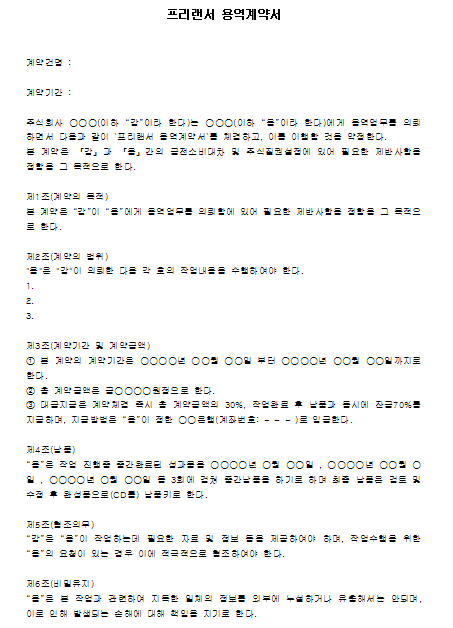 프리랜서 용역계약서
계약건명 :
계약기간 :
주식회사 ○○○(이하 “갑”이라 한다)는 ○○○(이하 “을”이라 한다)에게 용역업무를 의뢰
하면서 다음과 같이 '프리랜서 용역계약서'를 체결하고, 이를 이행할 것을 약정한다.
본 계약은 『갑』과 『을』간의 금전소비대차 및 주식질권설정에 있어 필요한 제반사항을
정함을 그 목적으로 한다.
제1조(계약의 목적)
본 계약은 “갑”이 “을”에게 용역업무를 의뢰함에 있어 필요한 제반사항을 정함을 그 목적으
로 한다.
제2조(계약의 범위)
“을”은 “갑”이 의뢰한 다음 각 호의 작업내용을 수행하여야 한다.
1.
2.
3.
제3조(계약기간 및 계약금액)
① 본 계약의 계약기간은 ○○○○년 ○○월 ○○일 부터 ○○○○년 ○○월 ○○일까지로
한다.
② 총 계약금액은 금○○○○원정으로 한다.
③ 대금지급은 계약체결 즉시 총 계약금액의 30%, 작업완료 후 납품과 동시에 잔금70%를
지급하며, 지급방법은 “을”이 정한 ○○은행(계좌번호: - - - )로 입금한다.
제4조(납품)
“을”은 작업 진행중 중간완료된 성과물을 ○○○○년 ○월 ○○일 , ○○○○년 ○○월 ○
일 , ○○○○년 ○월 ○○일 등 3회에 걸쳐 중간납품을 하기로 하며 최종 납품은 검토 및
수정 후 완성품으로(CD롬) 납품키로 한다.
제5조(협조의무)
“갑”은 “을”이 작업하는데 필요한 자료 및 정보 등을 제공하여야 하며, 작업수행을 위한
“을”의 요청이 있는 경우 이에 적극적으로 협조하여야 한다.
제6조(비밀유지)
“을”은 본 작업과 관련하여 지득한 일체의 정보를 외부에 누설하거나 유출해서는 안되며,
이로 인해 발생되는 손해에 대해 책임을 지기로 한다.